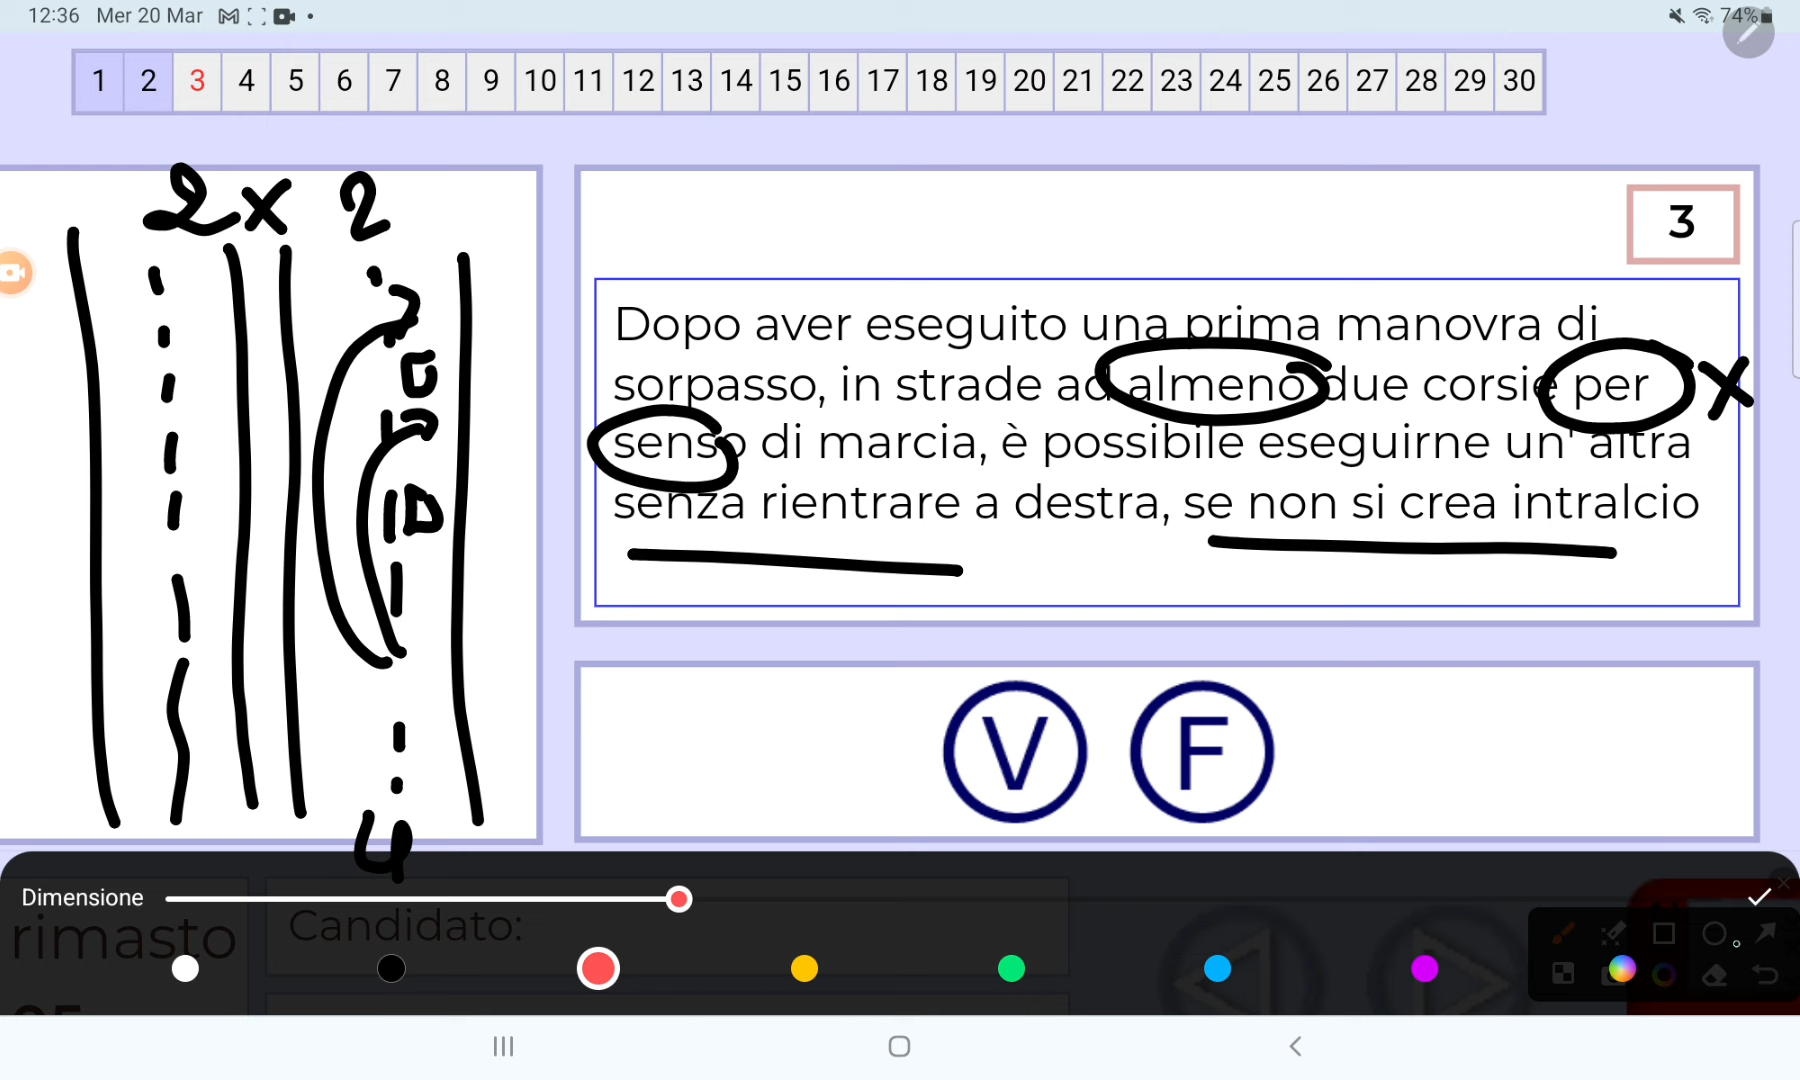 12:36 Mer 20 Mar 74%
1 2 3 4 5 6 7 8 9 10 11 12 13 14 15 16 17 18 19 20 21 22 23 24 25 26 27 28 29 30
2 x 2
3
Dopo aver eseguito una prima manovra di
sorpasso, in strade ad almeno due corsie per x
senso di marcia, è possibile eseguirne un' altra
senza rientrare a destra, se non si crea intralcio
V F
4
Dimensione
rimasto Candidato: